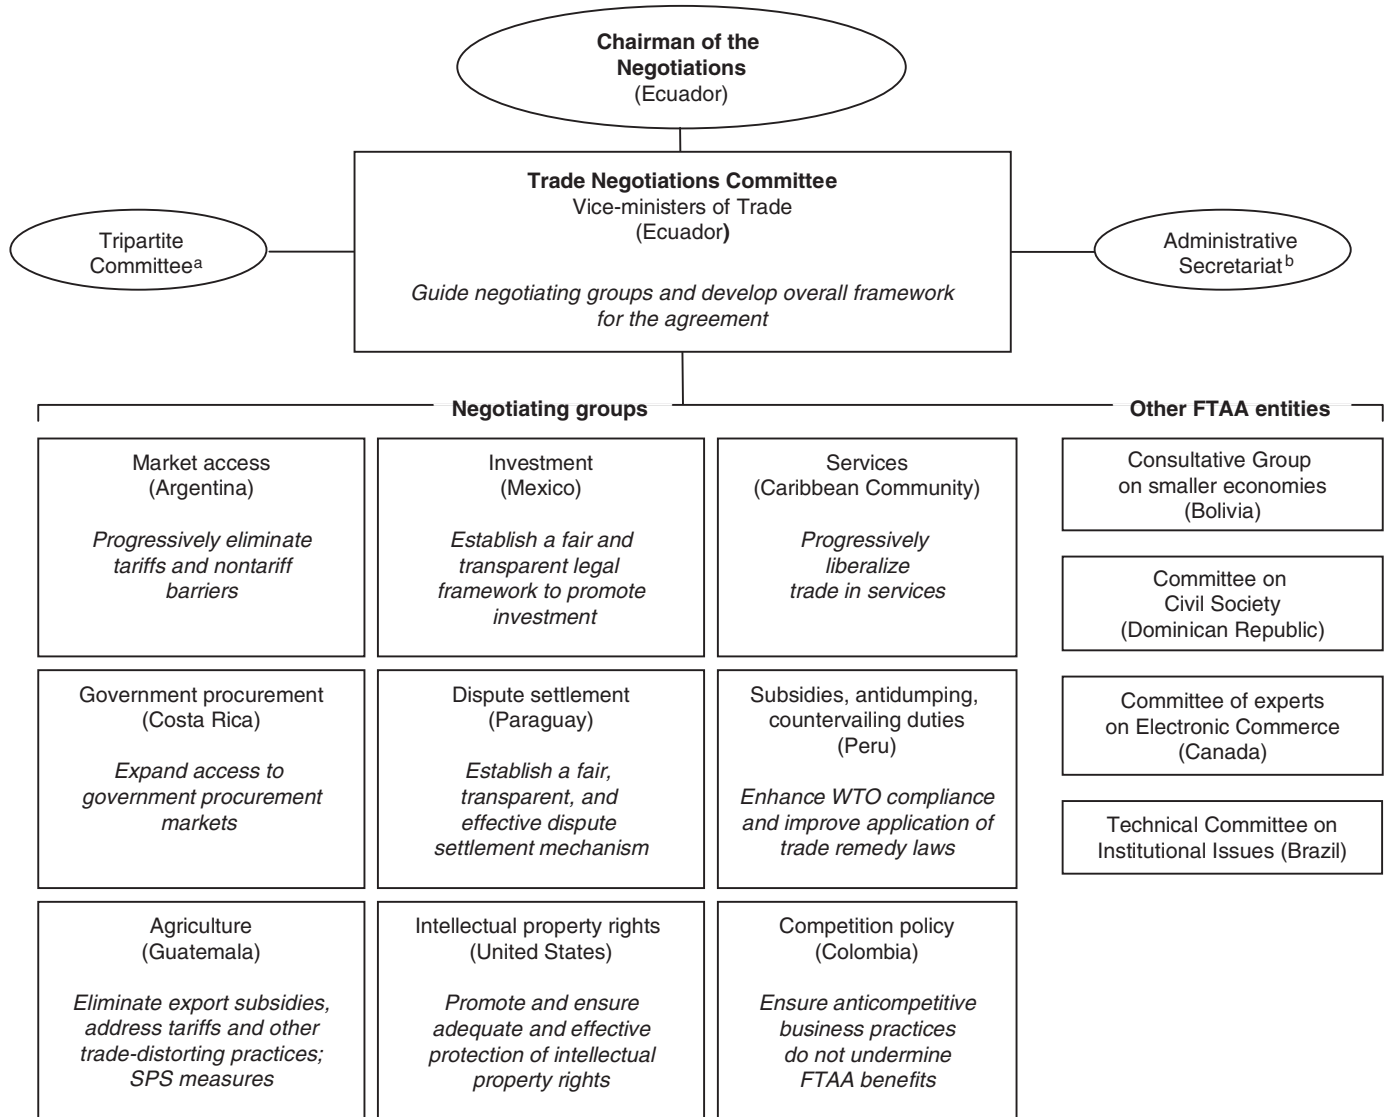 Chairman of the
Negotiations
(Ecuador)
Trade Negotiations Committee
Vice-ministers of Trade
(Ecuador)
Guide negotiating groups and develop overall framework
for the agreement
Tripartite
Committee a
Administrative
Secretariat b
Negotiating groups
Market access
(Argentina)
Progressively eliminate
tariffs and nontariff
barriers
Investment
(Mexico)
Establish a fair and
transparent legal
framework to promote
investment
Services
(Caribbean Community)
Progressively
liberalize
trade in services
Government procurement
(Costa Rica)
Expand access to
government procurement
markets
Dispute settlement
(Paraguay)
Establish a fair,
transparent, and
effective dispute
settlement mechanism
Subsidies, antidumping,
countervailing duties
(Peru)
Enhance WTO compliance
and improve application of
trade remedy laws
Agriculture
(Guatemala)
Eliminate export subsidies,
address tariffs and other
trade-distorting practices;
SPS measures
Intellectual property rights
(United States)
Promote and ensure
adequate and effective
protection of intellectual
property rights
Competition policy
(Colombia)
Ensure anticompetitive
business practices
do not undermine
FTAA benefits
Other FTAA entities
Consultative Group
on smaller economies
(Bolivia)
Committee on
Civil Society
(Dominican Republic)
Committee of experts
on Electronic Commerce
(Canada)
Technical Committee on
Institutional Issues (Brazil)